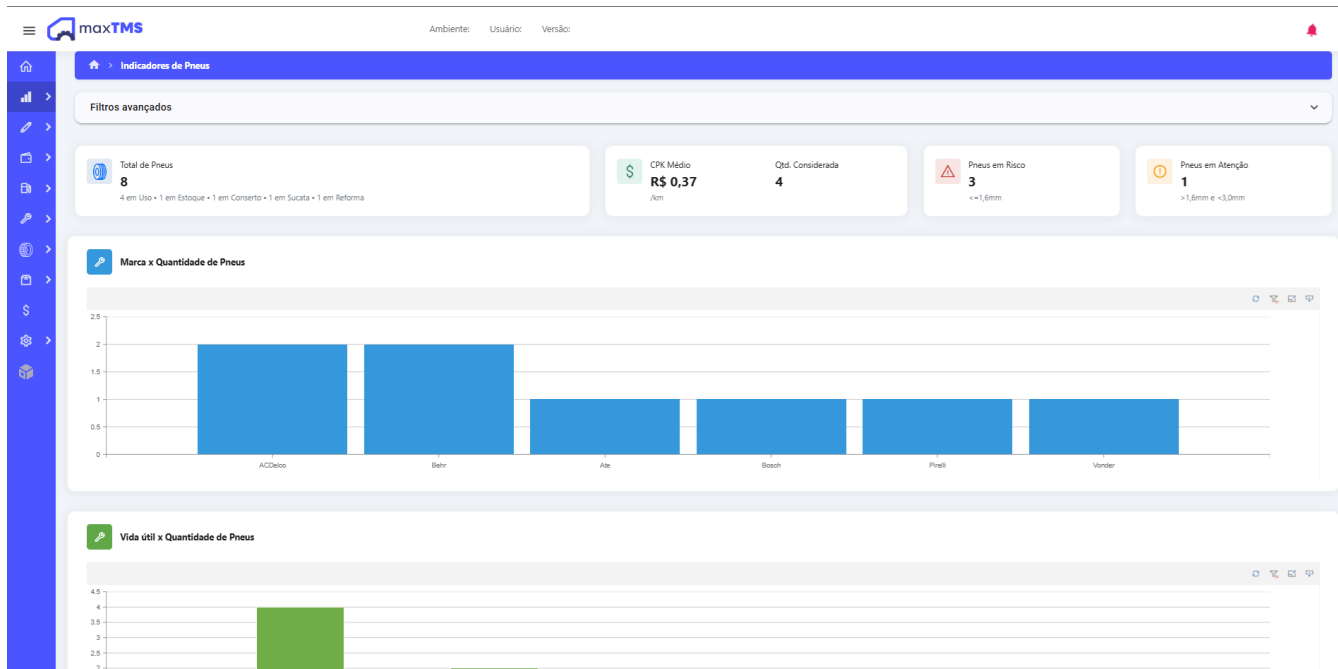 maxTMS
Ambiente: Usuário: Versão:
Indicadores de Pneus
Filtros avançados
Total de Pneus
8
4 em Uso • 1 em Estoque • 1 em Conserto • 1 em Sucata • 1 em Reforma
CPK Médio
R$ 0,37
/km
Qtd. Considerada
4
Pneus em Risco
3
<=1,6mm
Pneus em Atenção
1
>1,6mm e <3,0mm
Marca x Quantidade de Pneus
2.5
2
1.5
1
0.5
0
ACDelco Behr Ate Bosch Pirelli Vonder
Vida útil x Quantidade de Pneus
4.5
4
3.5
3
2.5
2